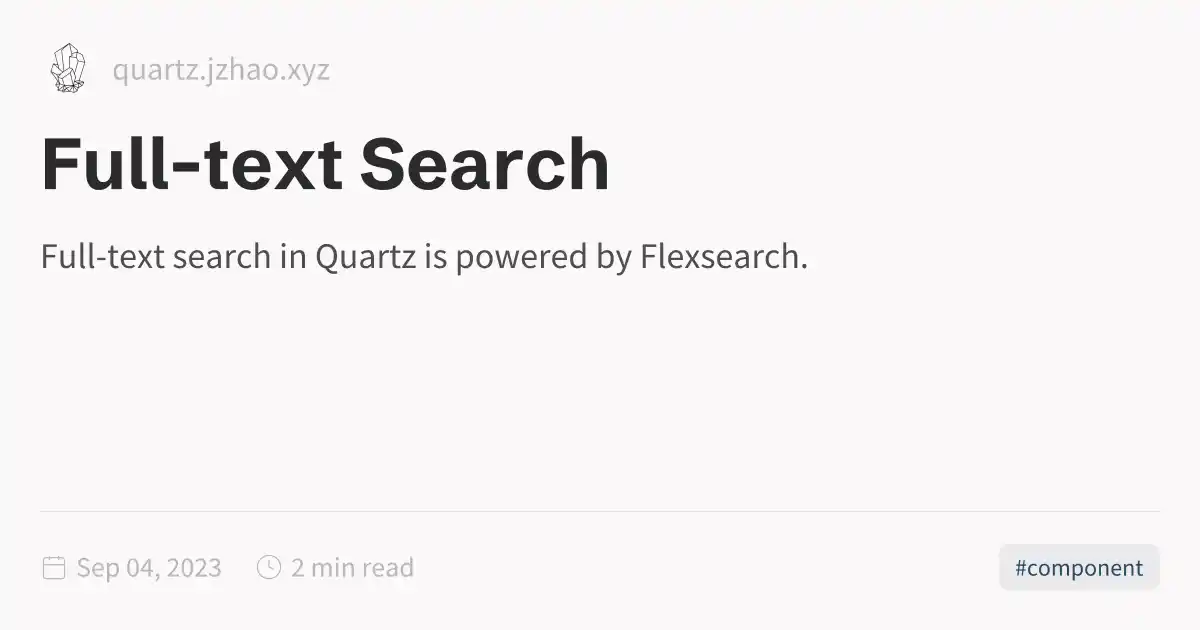 quartz.jzhao.xyz
Full-text Search
Full-text search in Quartz is powered by Flexsearch.
Sep 04, 2023
2 min read
#component